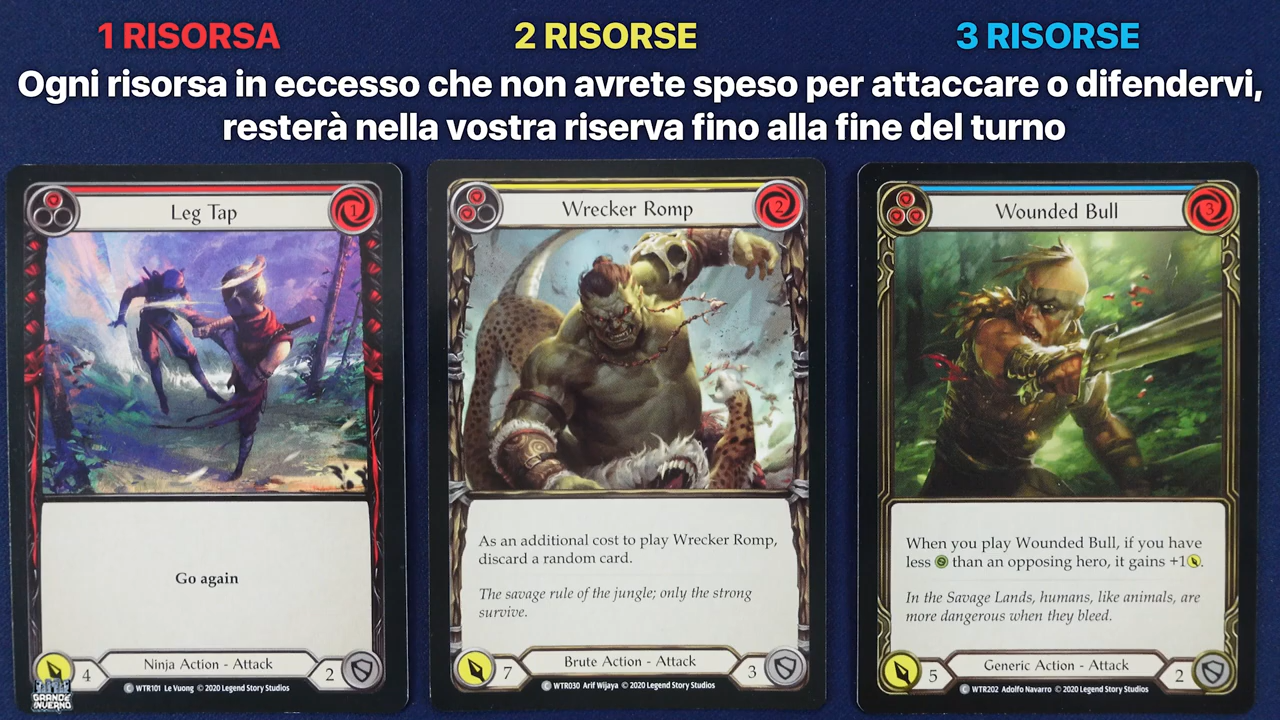 1 RISORSA
2 RISORSE
3 RISORSE
Ogni risorsa in eccesso che non avrete speso per attaccare o difendervi,
resterà nella vostra riserva fino alla fine del turno
Leg Tap
1
Go again
4
Ninja Action - Attack
2
C WTR101 Le Vuong © 2020 Legend Story Studios
GRANDE
INVERNO
Wrecker Romp
2
As an additional cost to play Wrecker Romp,
discard a random card.
The savage rule of the jungle; only the strong
survive.
7
Brute Action - Attack
3
C WTR030 Arif Wijaya © 2020 Legend Story Studios
Wounded Bull
3
When you play Wounded Bull, if you have
less than an opposing hero, it gains +1.
In the Savage Lands, humans, like animals, are
more dangerous when they bleed.
5
Generic Action - Attack
2
C WTR202 Adolfo Navarro © 2020 Legend Story Studios